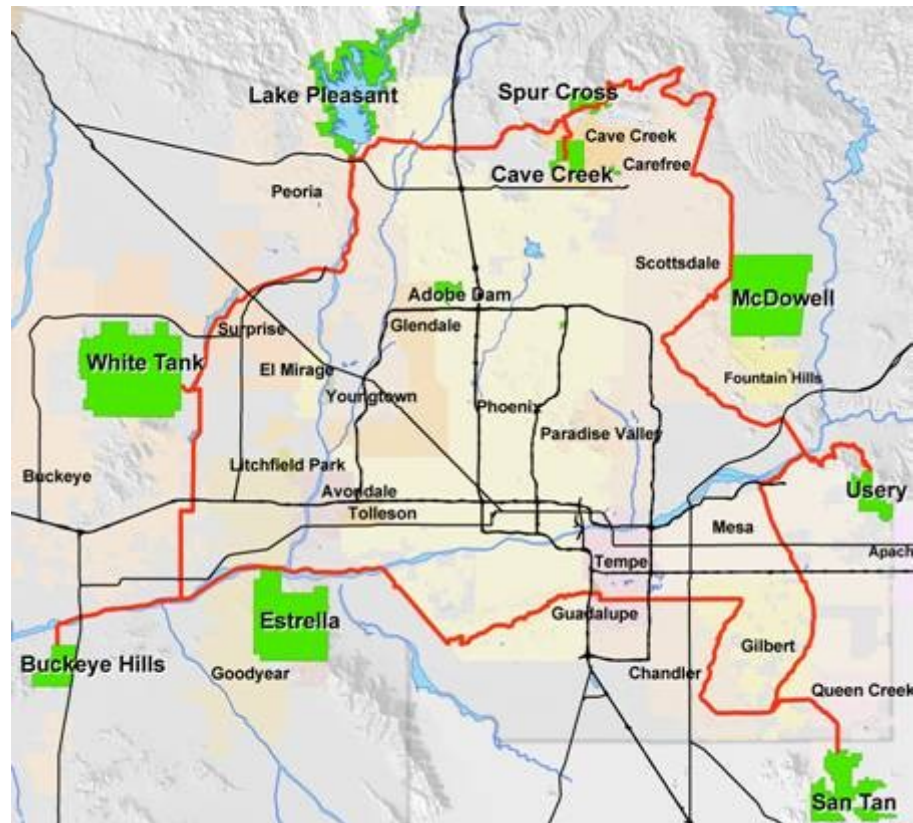 Lake Pleasant
Spur Cross
Cave Creek
Cave Creek
Carefree
Peoria
Scottsdale
McDowell
Adobe Dam
Surprise
Glendale
White Tank
El Mirage
Youngtown
Fountain Hills
Phoenix
Paradise Valley
Buckeye
Litchfield Park
Avondale
Usery
Tolleson
Mesa
Apach
Tempe
Estrella
Guadalupe
Buckeye Hills
Goodyear
Chandler
Gilbert
Queen Creek
San Tan